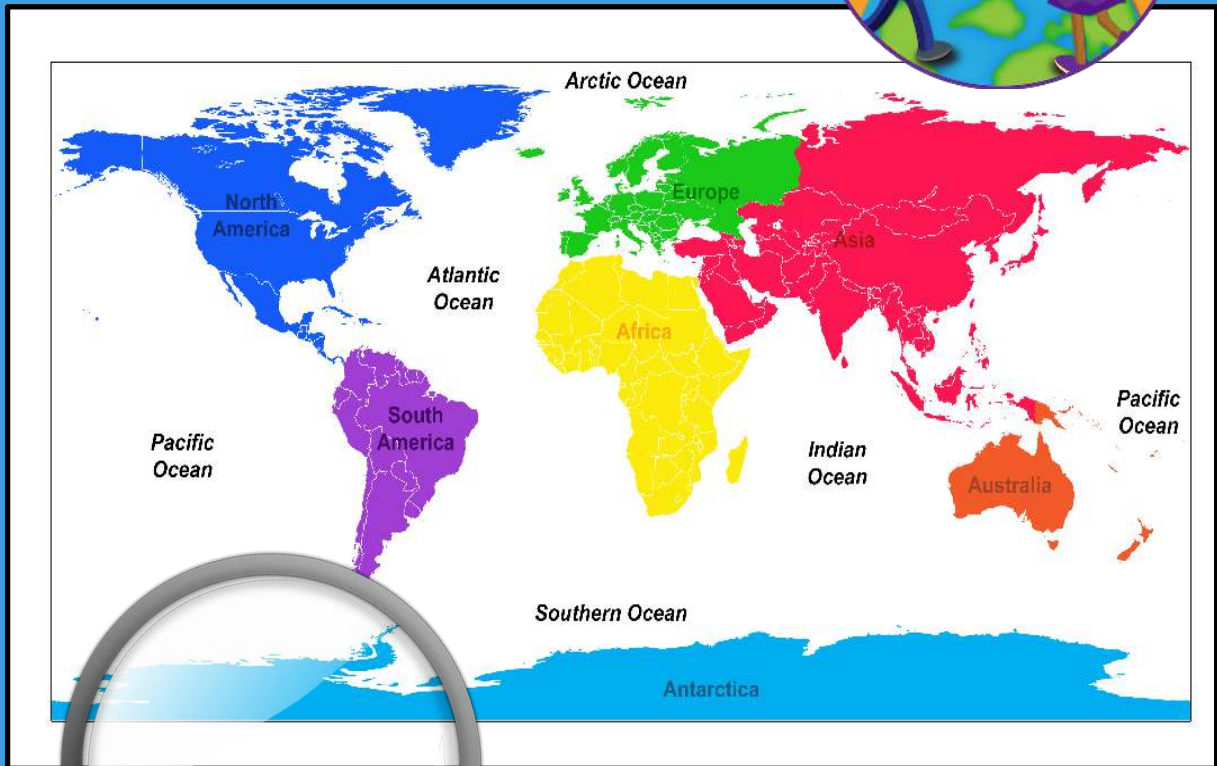 Arctic Ocean
North
America
Europe
Asia
Atlantic
Ocean
Africa
South
America
Pacific
Ocean
Indian
Ocean
Pacific
Ocean
Australia
Southern Ocean
Antarctica